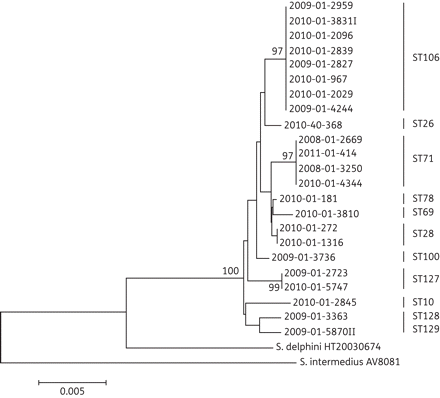 2009-01-2959
2010-01-3831I
2010-01-2096
97
2010-01-2839
ST106
2009-01-2827
2010-01-967
2010-01-2029
2009-01-4244
2010-40-368
ST26
2008-01-2669
97
2011-01-414
ST71
2008-01-3250
2010-01-4344
2010-01-181
ST78
2010-01-3810
ST69
2010-01-272
ST28
2010-01-1316
2009-01-3736
ST100
100
2009-01-2723
ST127
99
2010-01-5747
2010-01-2845
ST10
2009-01-3363
ST128
2009-01-5870II
ST129
S. delphini HT20030674
S. intermedius AV8081
0.005